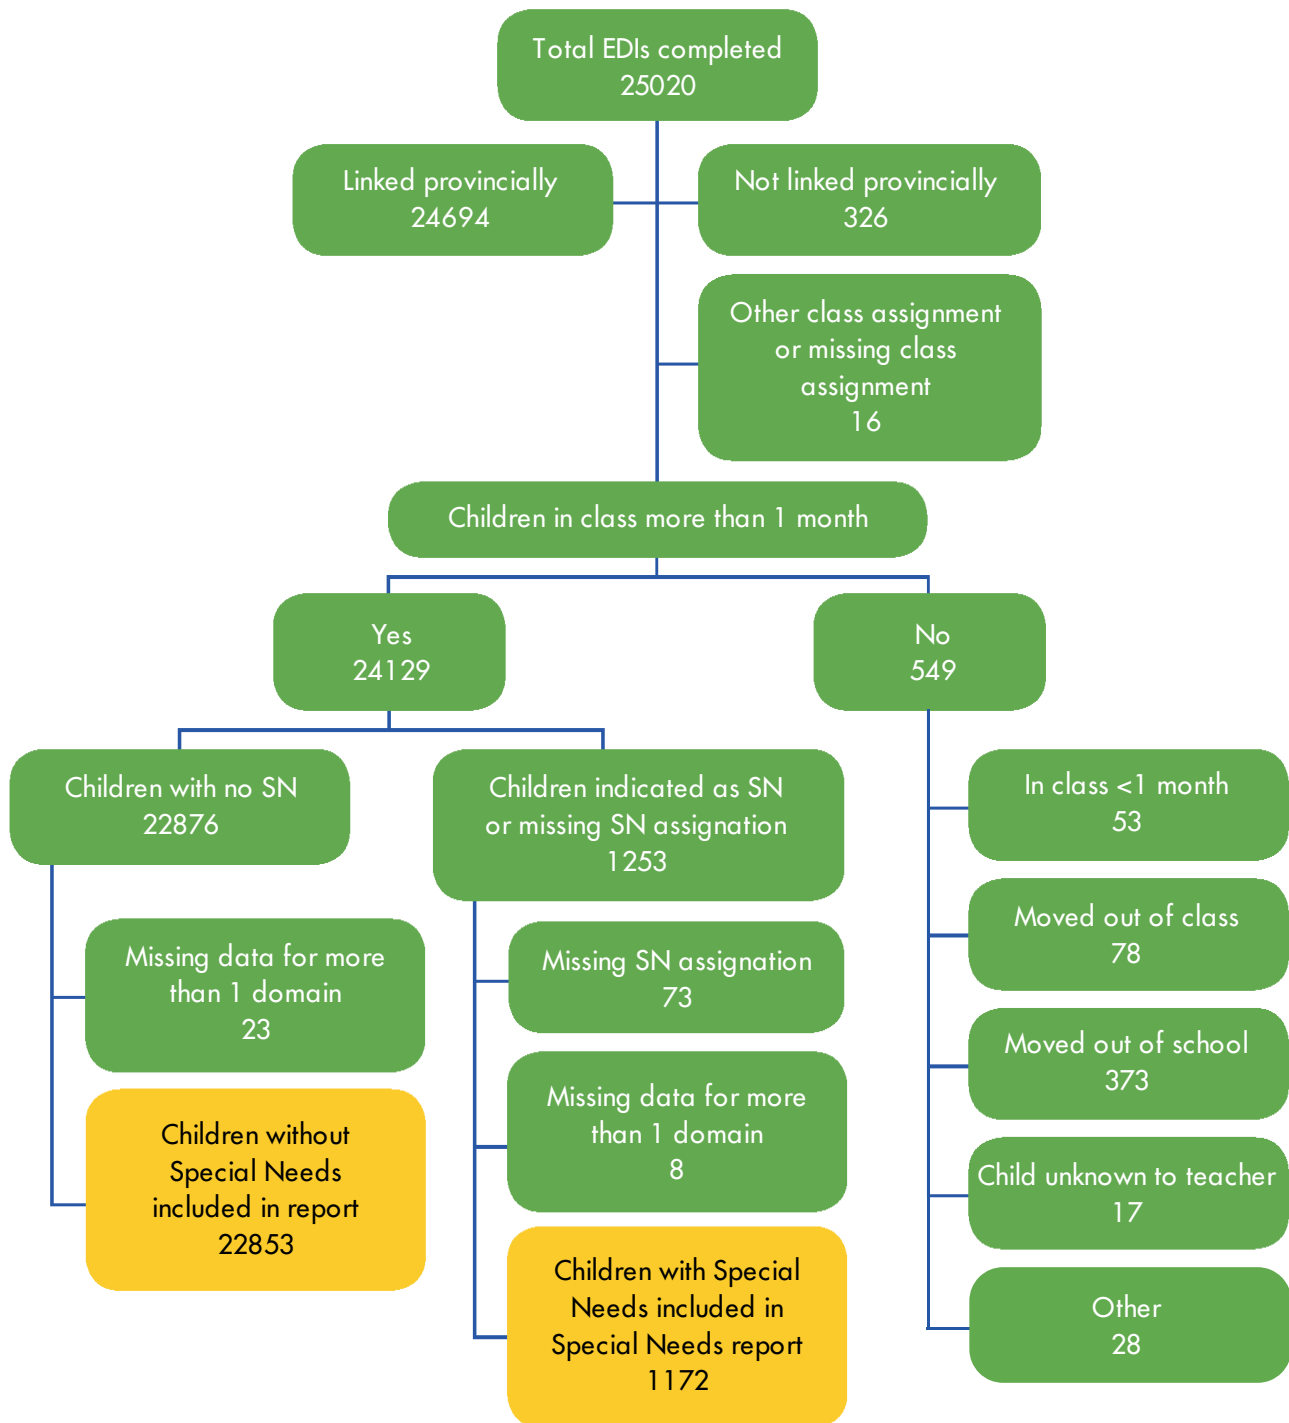 Total EDIs completed
25020
Linked provincially
24694
Not linked provincially
326
Other class assignment
or missing class
assignment
16
Children in class more than 1 month
Yes
24129
No
549
Children with no SN
22876
Children indicated as SN
or missing SN assignation
1253
In class <1 month
53
Moved out of class
78
Missing data for more
than 1 domain
23
Missing SN assignation
73
Moved out of school
373
Missing data for more
than 1 domain
8
Children without
Special Needs
included in report
22853
Child unknown to teacher
17
Children with Special
Needs included in
Special Needs report
1172
Other
28